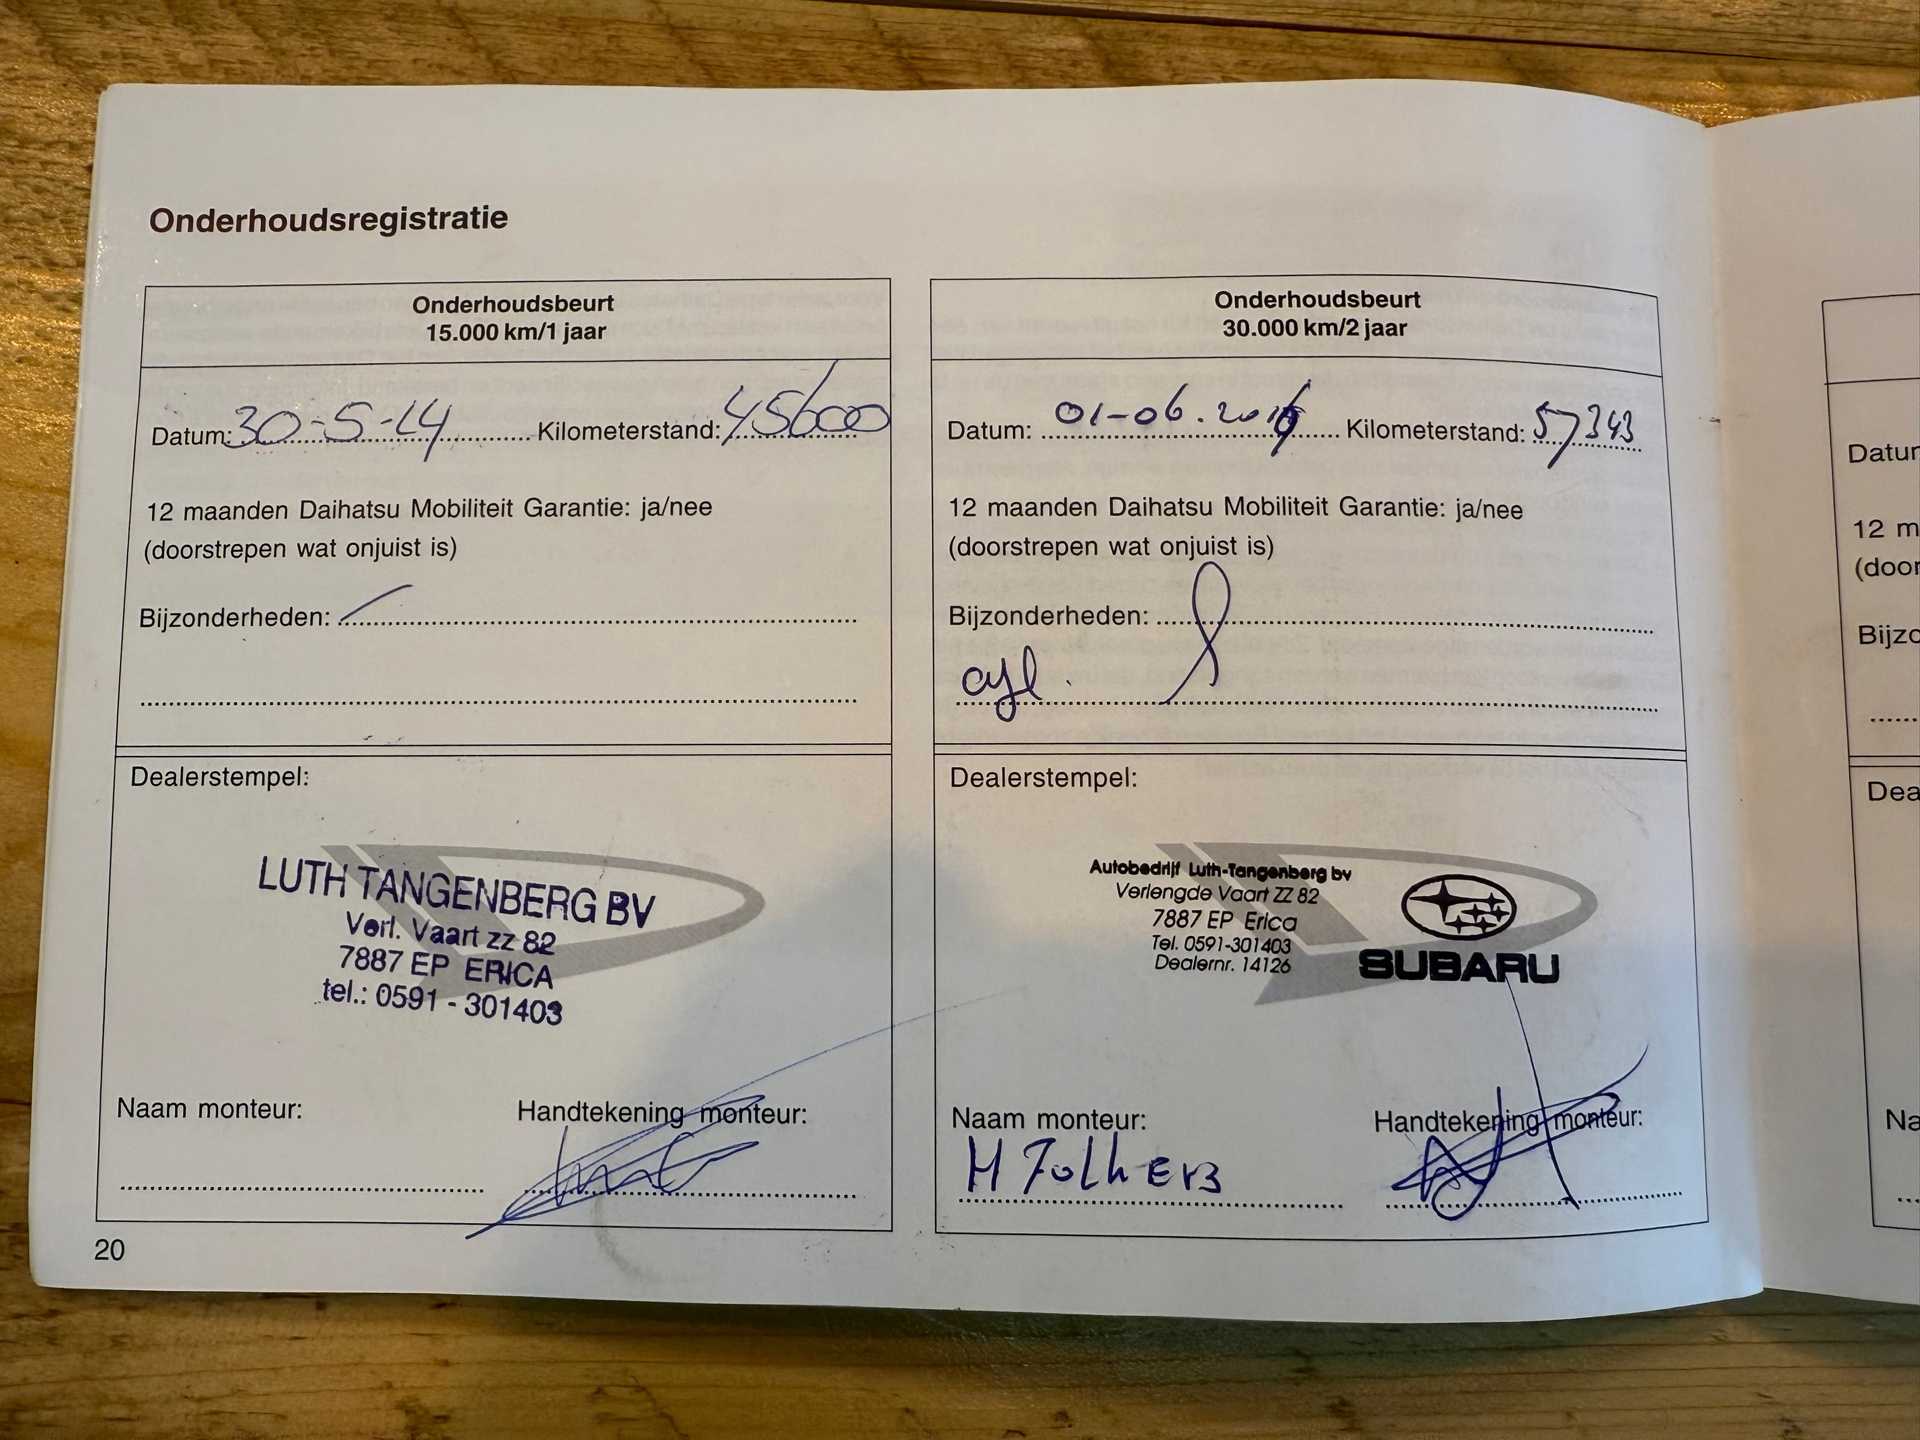 Onderhoudsregistratie
Onderhoudsbeurt
15.000 km/1 jaar
Datum: 30-5-14 Kilometerstand: 45600
12 maanden Daihatsu Mobiliteit Garantie: ja/nee
(doorstrepen wat onjuist is)
Bijzonderheden:
Dealerstempel:
LUTH TANGENBERG BV
Verl. Vaart zz 82
7887 EP ERICA
tel.: 0591 - 301403
Naam monteur: Handtekening monteur:
Onderhoudsbeurt
30.000 km/2 jaar
Datum: 01-06. Kilometerstand: 57343
12 maanden Daihatsu Mobiliteit Garantie: ja/nee
(doorstrepen wat onjuist is)
Bijzonderheden:
Dealerstempel:
Autobedrijf Luth-Tangenberg bv
Verlengde Vaart ZZ 82
7887 EP Erica
Tel. 0591-301403
Dealernr. 14126
SUBARU
Naam monteur: Handtekening monteur:
H
20
Datum
12 m
(door
Bijzo
Dea
Na